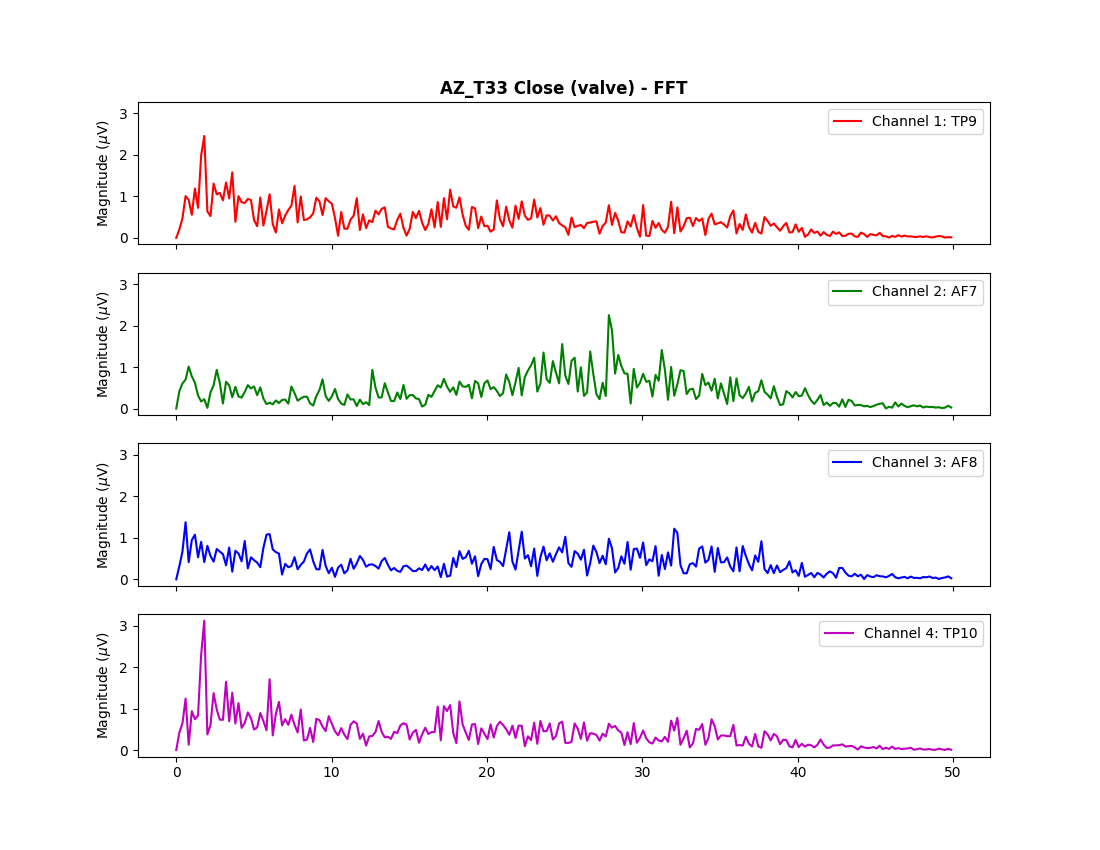 AZ_T33 Close (valve) - FFT
3
2
1
0
Magnitude (μV)
Channel 1: TP9
3
2
1
0
Magnitude (μV)
Channel 2: AF7
3
2
1
0
Magnitude (μV)
Channel 3: AF8
3
2
1
0
Magnitude (μV)
Channel 4: TP10
0 10 20 30 40 50